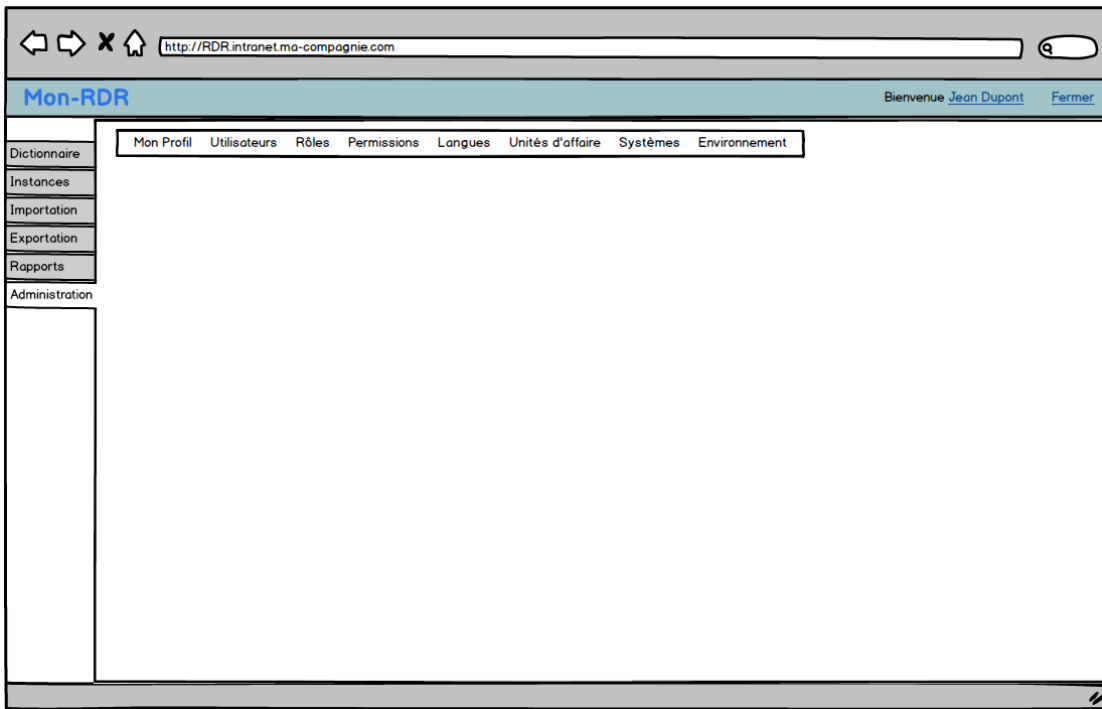 http://RDR.intranet.ma-compagnie.com
Mon-RDR Bienvenue Jean Dupont Fermer
Mon Profil Utilisateurs Rôles Permissions Langues Unités d'affaire Systèmes Environnement
Dictionnaire
Instances
Importation
Exportation
Rapports
Administration